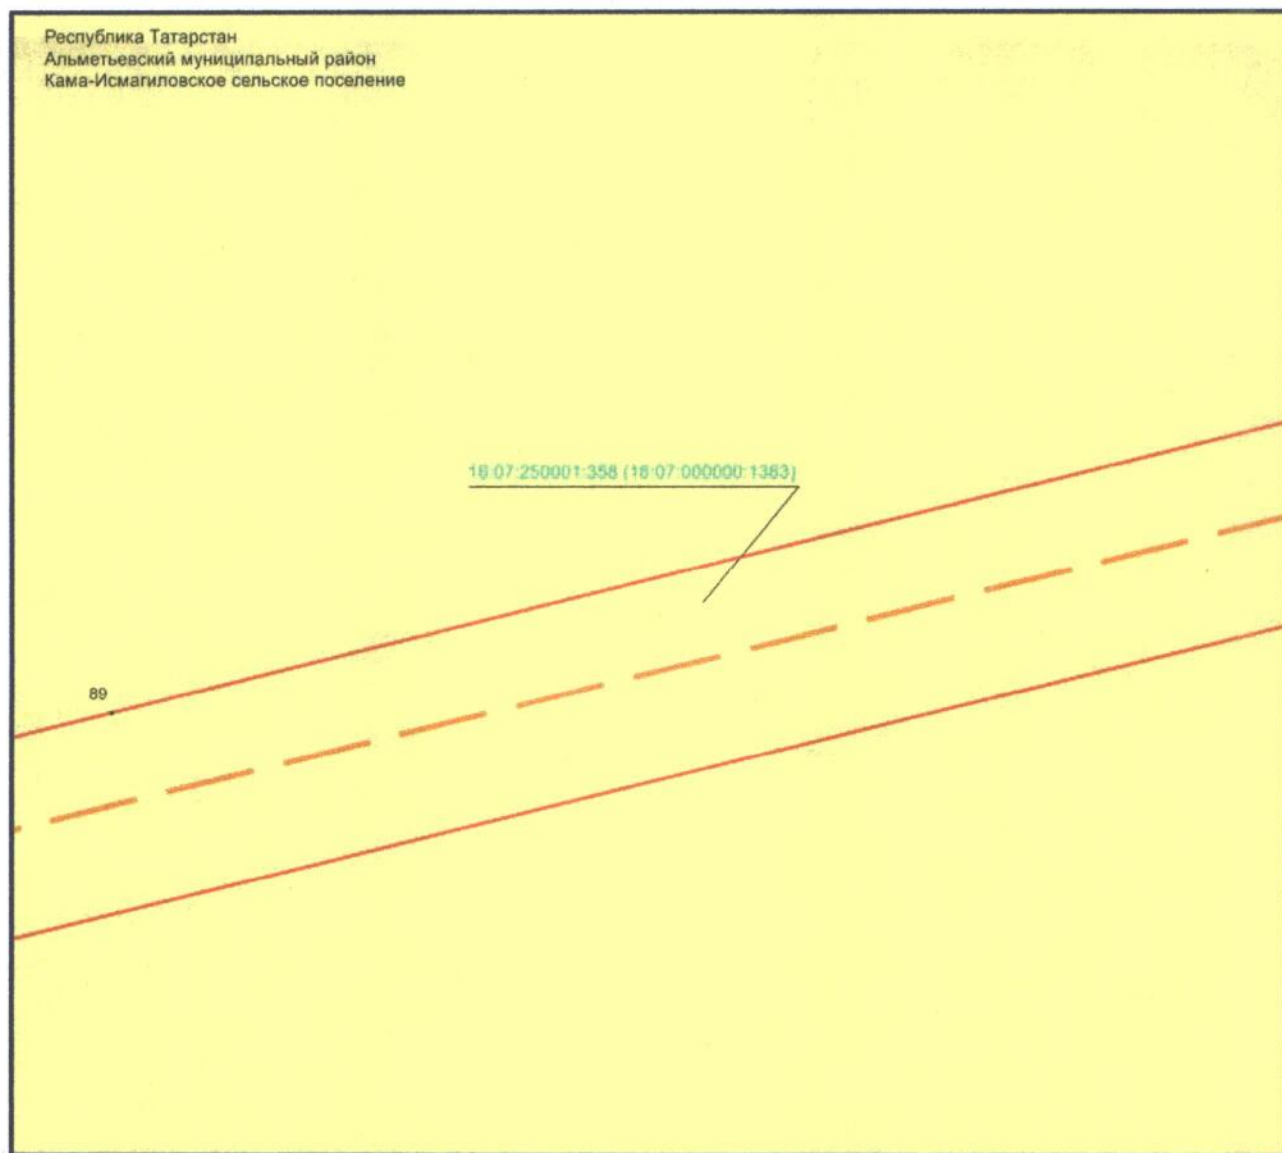 Республика Татарстан
Альметьевский муниципальный район
Кама-Исмагиловское сельское поселение
16:07:250001:358 (16:07:000000:1383)
89